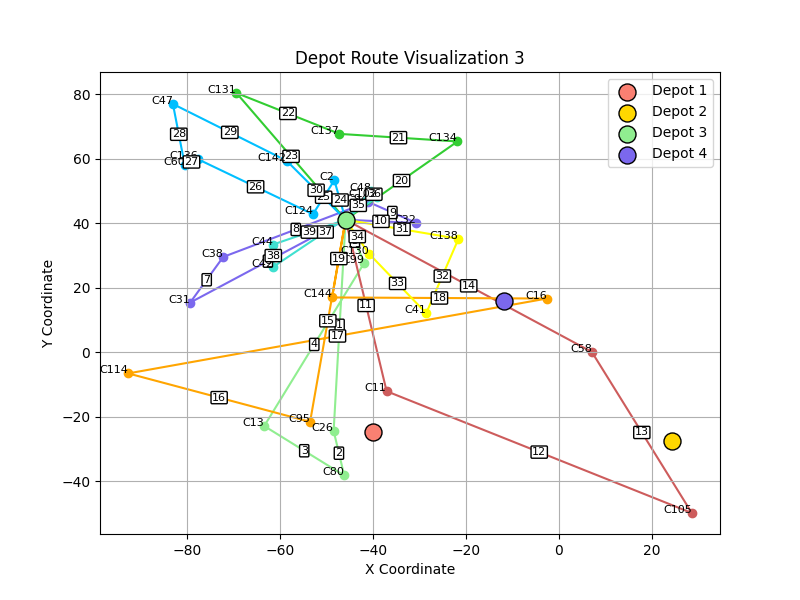 Depot Route Visualization 3
Depot 1
Depot 2
Depot 3
Depot 4
80
60
40
20
0
−20
−40
−80
−60
−40
−20
0
20
X Coordinate
Y Coordinate
C131
C47
22
C137
28
29
21
C134
C142
23
C136
C60
27
20
C2
26
30
25
24
C48
36
35
C124
9
10
C32
31
8
39
37
34
C138
C44
C38
38
19
C130
C99
C42
7
32
14
33
C144
18
C16
C31
11
C41
15
1
17
4
C58
C114
16
C11
C95
C13
C26
13
3
2
12
C80
C105